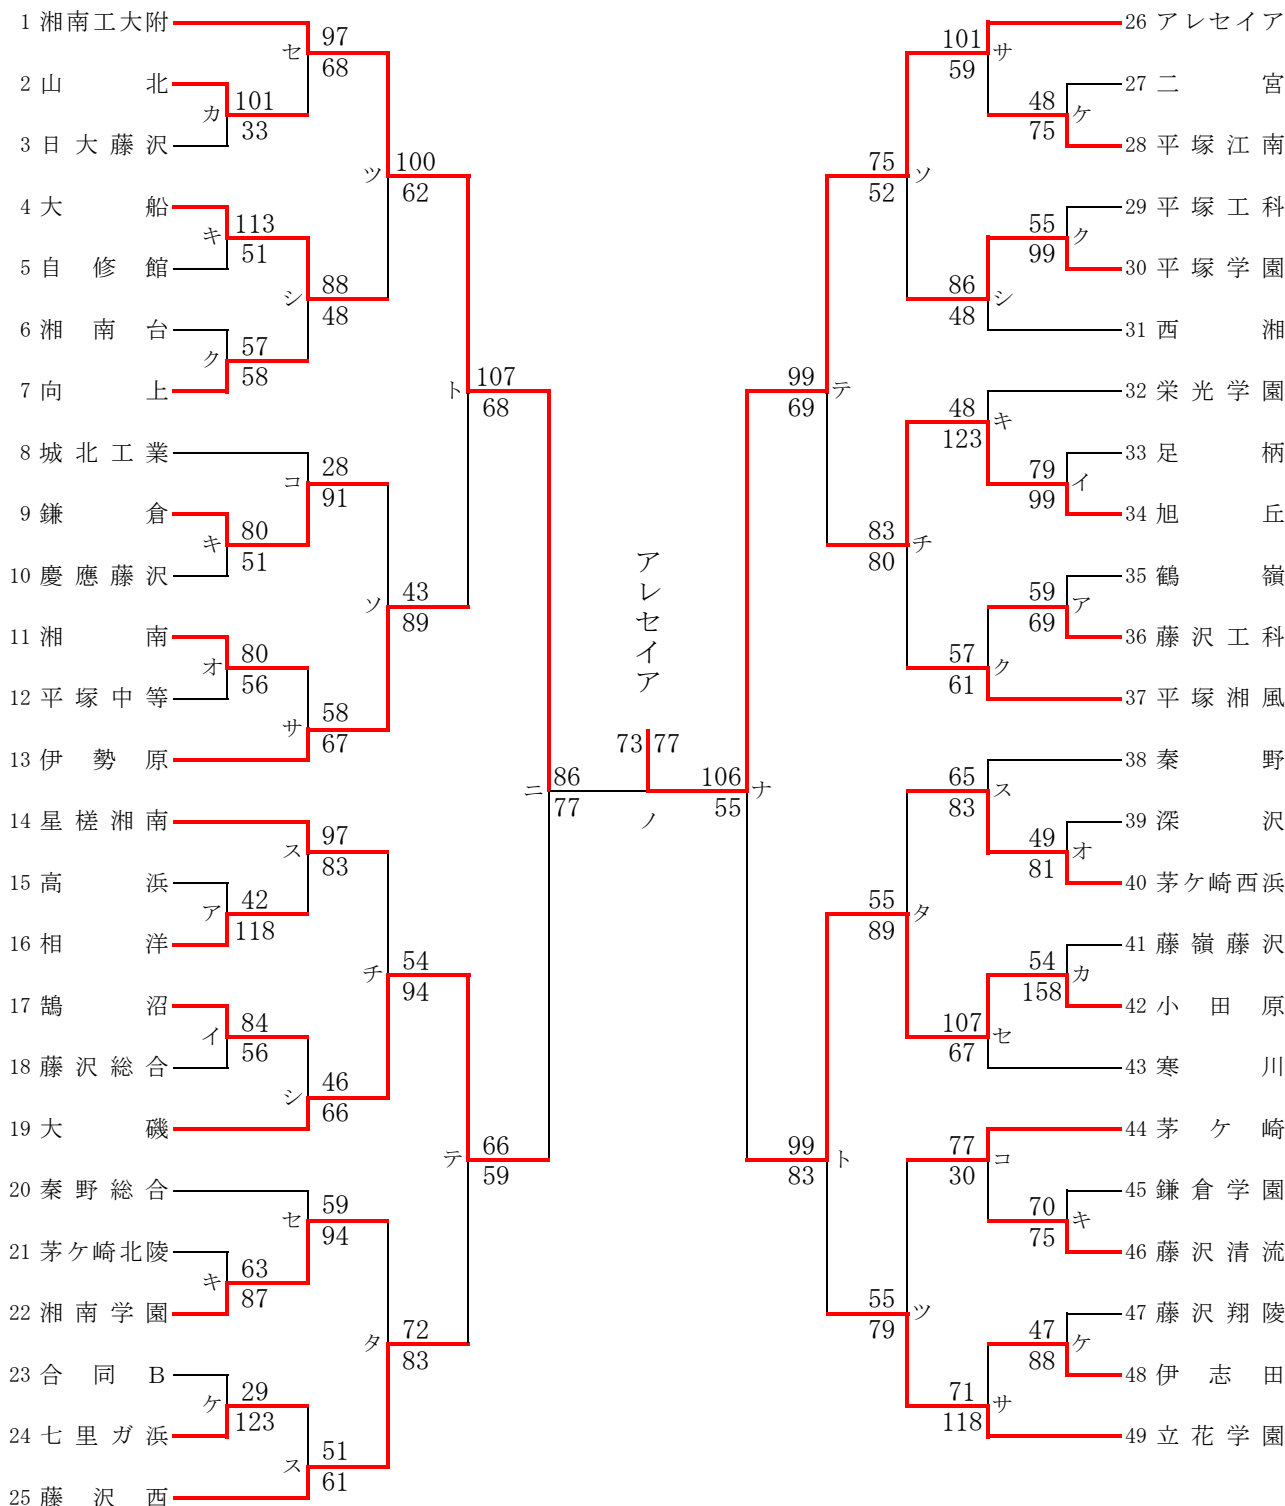 1 湘南工大附
2 山北
3 日大藤沢
4 大船
5 自修館
6 湘南台
7 向上
8 城北工業
9 鎌倉
10 慶應藤沢
11 湘南
12 平塚中等
13 伊勢原
14 星槎湘南
15 高浜
16 相洋
17 鵠沼
18 藤沢総合
19 大磯
20 秦野総合
21 茅ケ崎北陵
22 湘南学園
23 合同B
24 七里ガ浜
25 藤沢西
カ 101
33
キ 113
51
ク 57
58
キ 80
51
オ 80
56
ア 42
118
イ 84
56
キ 63
87
ケ 29
123
セ 97
68
シ 88
48
コ 28
91
サ 58
67
ス 97
83
シ 46
66
セ 59
94
ス 51
61
ツ 100
62
ソ 43
89
チ 54
94
タ 72
83
ト 107
68
テ 66
59
ニ 86
77
アレセイア
73 77
ノ
106 ナ
55
99 テ
69
99 ト
83
75 ソ
52
83 チ
80
55 タ
89
55 ツ
79
101 サ
59
86 シ
48
48 キ
123
57 ク
61
65 ス
83
107 セ
67
77 コ
30
71 サ
118
48 ケ
75
55 ク
99
79 イ
99
59 ア
69
49 オ
81
54 カ
158
70 キ
75
47 ケ
88
26 アレセイア
27 二宮
28 平塚江南
29 平塚工科
30 平塚学園
31 西湘
32 栄光学園
33 足柄
34 旭丘
35 鶴嶺
36 藤沢工科
37 平塚湘風
38 秦野
39 深沢
40 茅ケ崎西浜
41 藤嶺藤沢
42 小田原
43 寒川
44 茅ケ崎
45 鎌倉学園
46 藤沢清流
47 藤沢翔陵
48 伊志田
49 立花学園